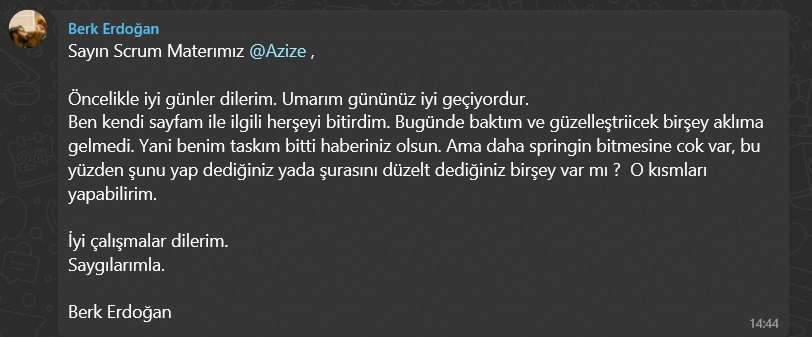 Berk Erdoğan
Sayın Scrum Materımız @Azize ,
Öncelikle iyi günler dilerim. Umarım gününüz iyi geçiyordur.
Ben kendi sayfam ile ilgili herşeyi bitirdim. Bugünde baktım ve güzelleştriicek birşey aklıma
gelmedi. Yani benim taskım bitti haberiniz olsun. Ama daha springin bitmesine cok var, bu
yüzden şunu yap dediğiniz yada şurasını düzelt dediğiniz birşey var mı ? O kısmları
yapabilirim.
İyi çalışmalar dilerim.
Saygılarımla.
Berk Erdoğan
14:44